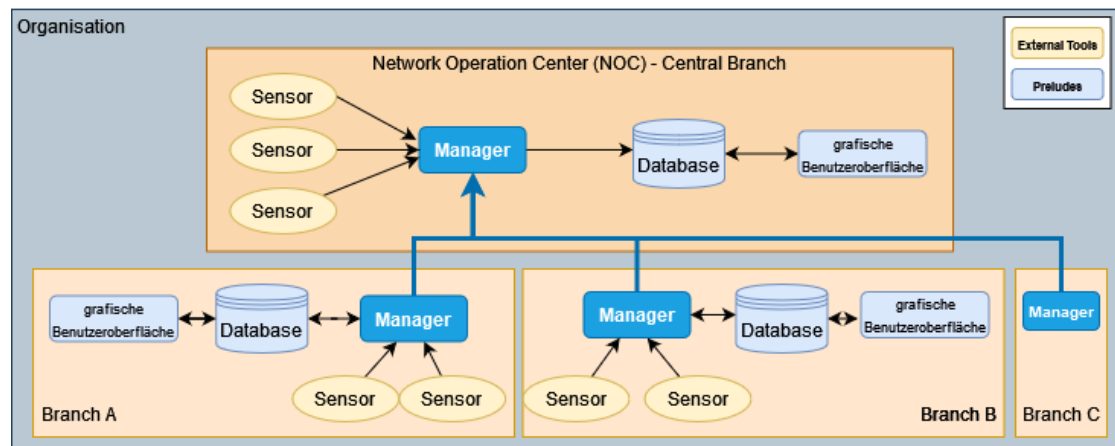 Organisation
External Tools
Preludes
Network Operation Center (NOC) - Central Branch
Sensor
Sensor
Sensor
Manager
Database
grafische
Benutzeroberfläche
grafische
Benutzeroberfläche
Database
Manager
Sensor
Sensor
Branch A
Manager
Database
grafische
Benutzeroberfläche
Sensor
Sensor
Branch B
Manager
Branch C